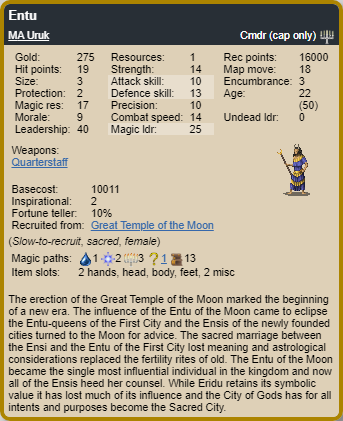 Entu
MA Uruk Cmdr (cap only)
Gold: 275 Resources: 1 Rec points: 16000
Hit points: 19 Strength: 14 Map move: 18
Size: 3 Attack skill: 10 Encumbrance: 3
Protection: 2 Defence skill: 13 Age: 22
Magic res: 17 Precision: 10 (50)
Morale: 9 Combat speed: 14 Undead ldr: 0
Leadership: 40 Magic ldr: 25
Weapons:
Quarterstaff
Basecost: 10011
Inspirational: 2
Fortune teller: 10%
Recruited from: Great Temple of the Moon
(Slow-to-recruit, sacred, female)
Magic paths: 1 2 3 ? 1 13
Item slots: 2 hands, head, body, feet, 2 misc
The erection of the Great Temple of the Moon marked the beginning
of a new era. The influence of the Entu of the Moon came to eclipse
the Entu-queens of the First City and the Ensis of the newly founded
cities turned to the Moon for advice. The sacred marriage between
the Ensi and the Entu of the First City lost meaning and astrological
considerations replaced the fertility rites of old. The Entu of the Moon
became the single most influential individual in the kingdom and now
all of the Ensis heed her counsel. While Eridu retains its symbolic
value it has lost much of its influence and the City of Gods has for all
intents and purposes become the Sacred City.